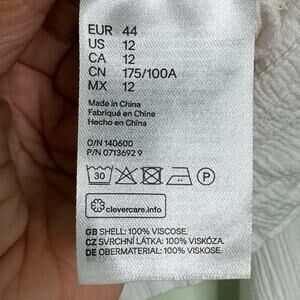 EUR 44
US 12
CA 12
CN 175/100A
MX 12
Made in China
Fabriqué en Chine
Hecho en China
O/N 140600
P/N 0713692 9
30 P
clevercare.info
GB SHELL: 100% VISCOSE.
CZ SVRCHNÍ LÁTKA: 100% VISKÓZA.
DE OBERMATERIAL: 100% VISKOSE.